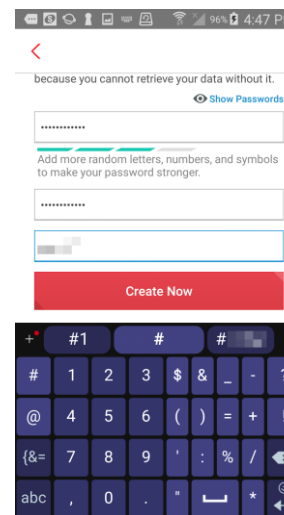 96% 4:47 P
because you cannot retrieve your data without it.
Show Passwords
••••••••••••
Add more random letters, numbers, and symbols
to make your password stronger.
••••••••••••
Create Now
+ #1 # #
# 1 2 3 $ & _ - ?
@ 4 5 6 ( ) = + !
{&= 7 8 9 ' : % /
abc , 0 . " *